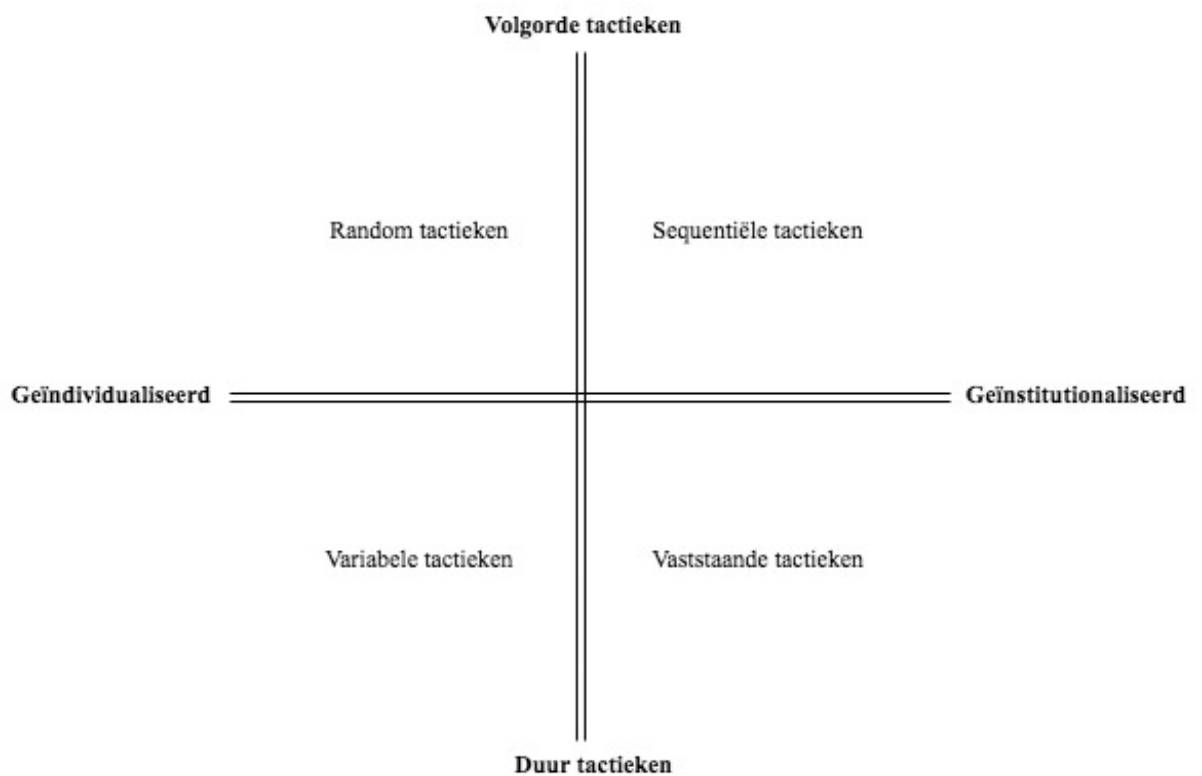 Volgorde tactieken
Random tactieken
Sequentiële tactieken
Geïndividualiseerd
Geïnstitutionaliseerd
Variabele tactieken
Vaststaande tactieken
Duur tactieken